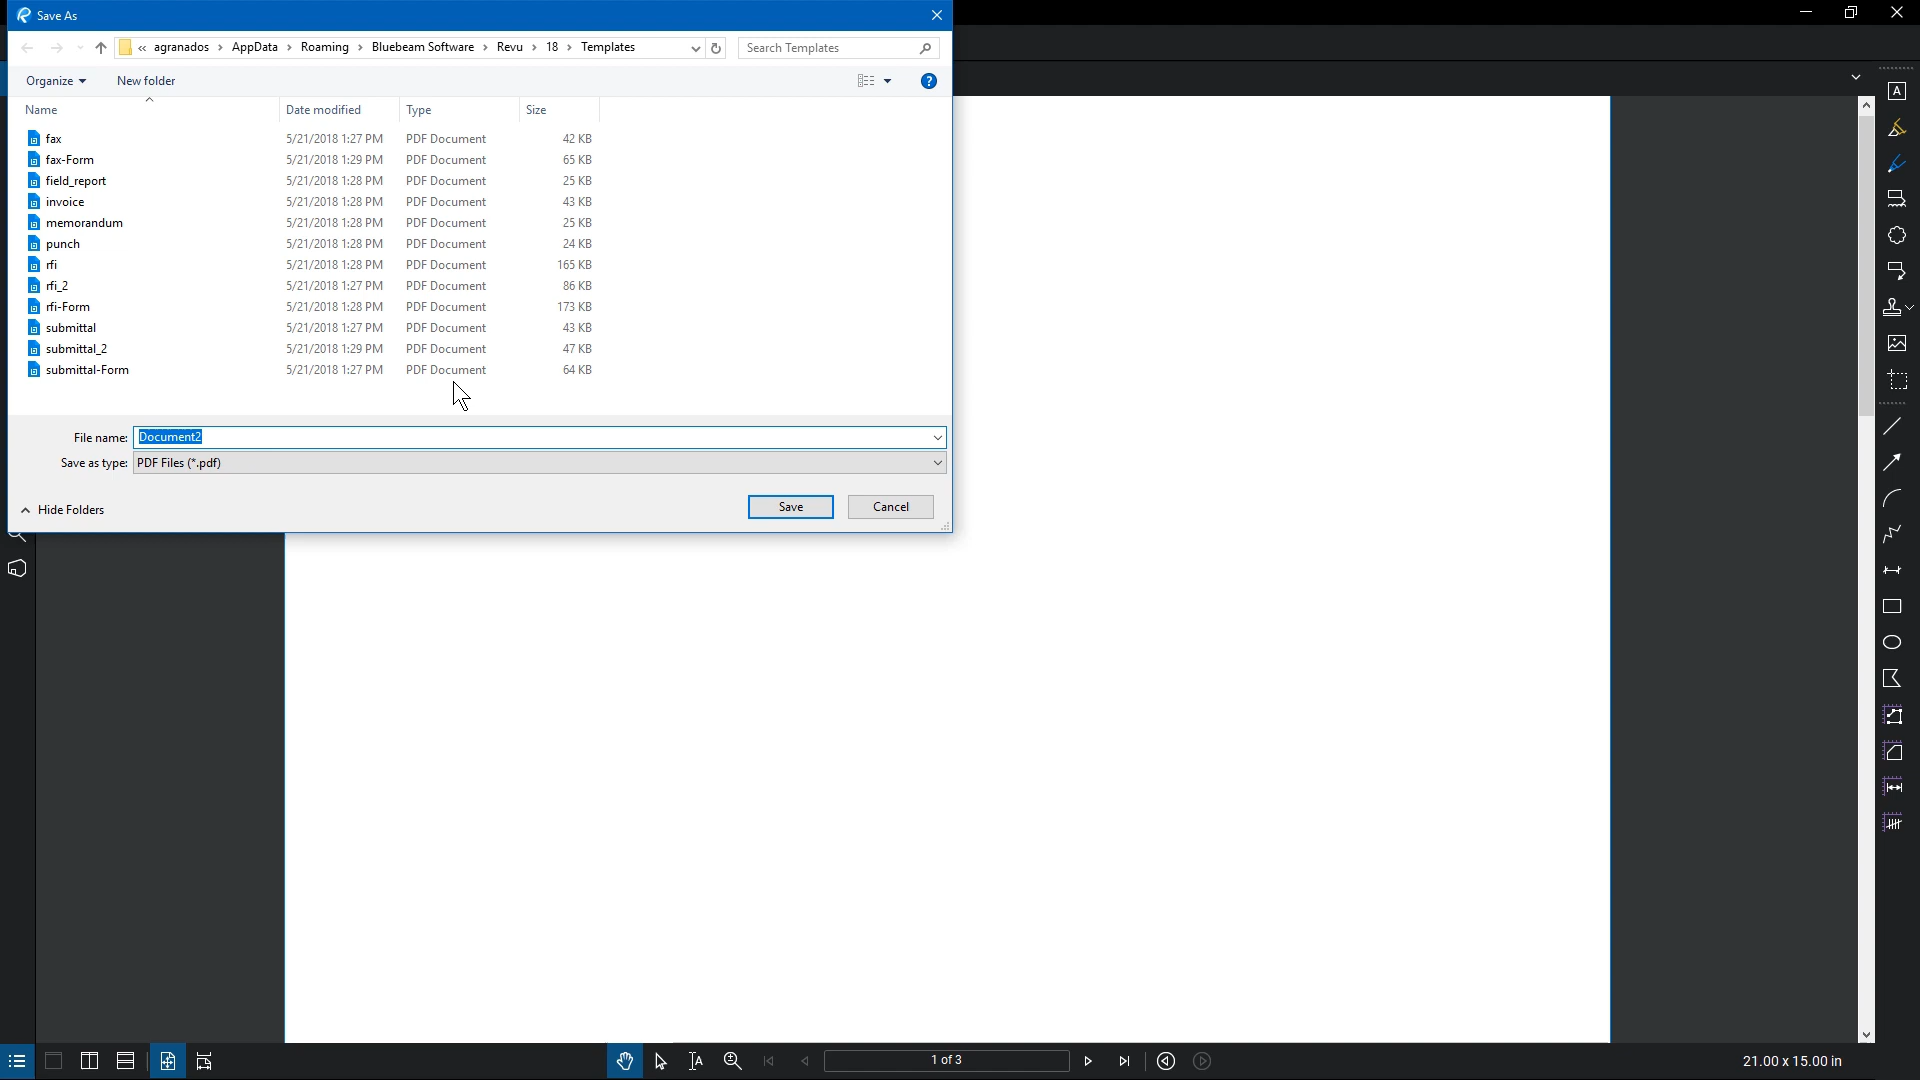 Save As
« agranados > AppData > Roaming > Bluebeam Software > Revu > 18 > Templates
Search Templates
Organize
New folder
?
Name Date modified Type Size
fax 5/21/2018 1:27 PM PDF Document 42 KB
fax-Form 5/21/2018 1:29 PM PDF Document 65 KB
field_report 5/21/2018 1:28 PM PDF Document 25 KB
invoice 5/21/2018 1:28 PM PDF Document 43 KB
memorandum 5/21/2018 1:28 PM PDF Document 25 KB
punch 5/21/2018 1:28 PM PDF Document 24 KB
rfi 5/21/2018 1:28 PM PDF Document 165 KB
rfi_2 5/21/2018 1:27 PM PDF Document 86 KB
rfi-Form 5/21/2018 1:28 PM PDF Document 173 KB
submittal 5/21/2018 1:27 PM PDF Document 43 KB
submittal_2 5/21/2018 1:29 PM PDF Document 47 KB
submittal-Form 5/21/2018 1:27 PM PDF Document 64 KB
File name: Document2
Save as type: PDF Files (*.pdf)
Hide Folders
Save
Cancel
1 of 3
21.00 x 15.00 in